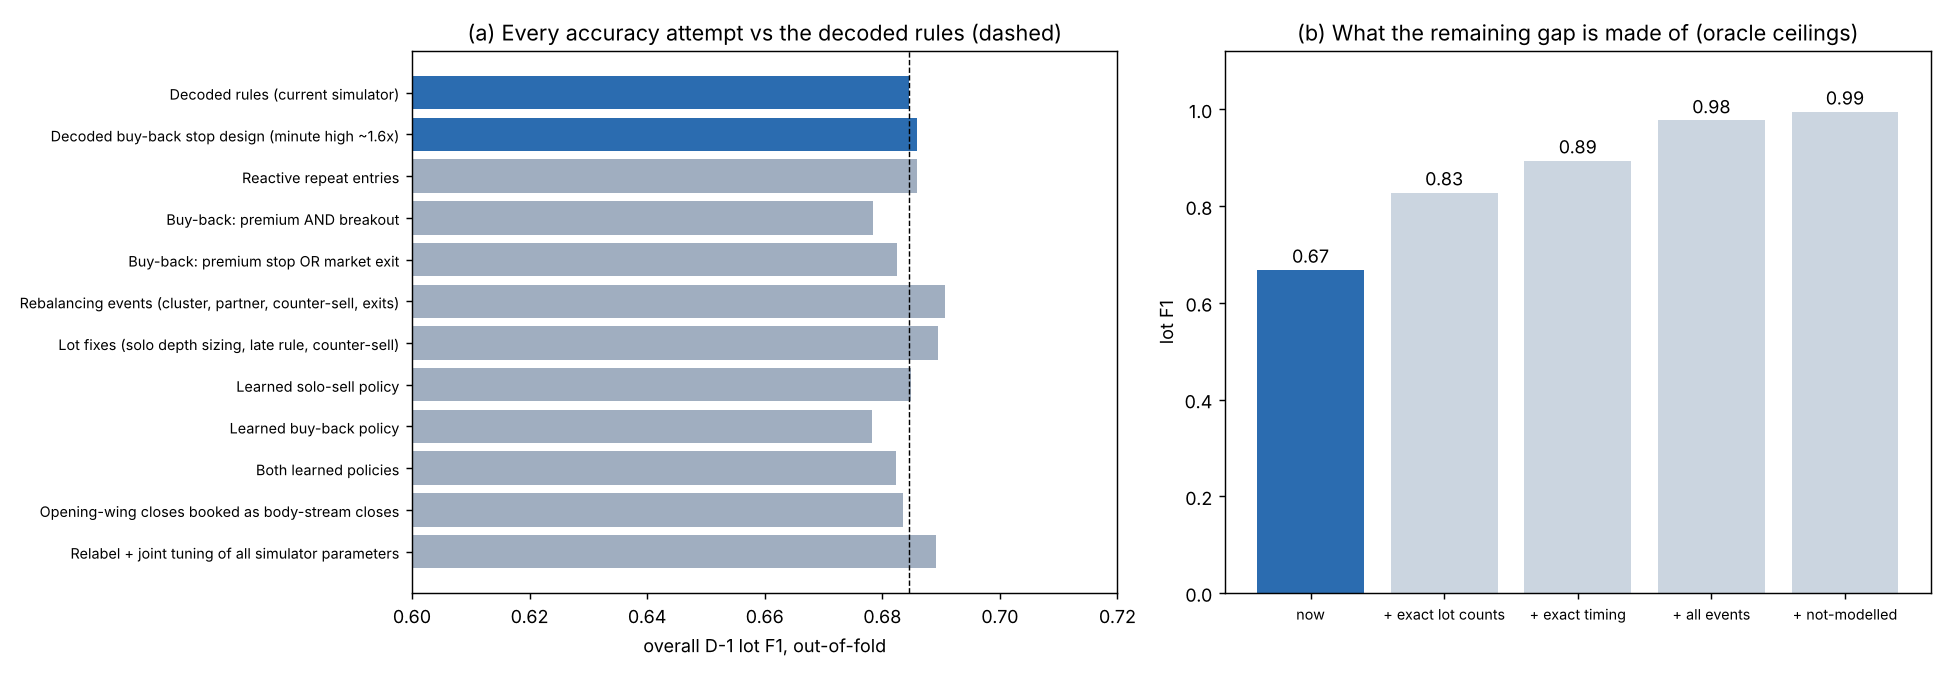 (a) Every accuracy attempt vs the decoded rules (dashed)
Decoded rules (current simulator)
Decoded buy-back stop design (minute high ~1.6x)
Reactive repeat entries
Buy-back: premium AND breakout
Buy-back: premium stop OR market exit
Rebalancing events (cluster, partner, counter-sell, exits)
Lot fixes (solo depth sizing, late rule, counter-sell)
Learned solo-sell policy
Learned buy-back policy
Both learned policies
Opening-wing closes booked as body-stream closes
Relabel + joint tuning of all simulator parameters
0.60 0.62 0.64 0.66 0.68 0.70 0.72
overall D-1 lot F1, out-of-fold
(b) What the remaining gap is made of (oracle ceilings)
lot F1
1.0
0.8
0.6
0.4
0.2
0.0
0.67
0.83
0.89
0.98
0.99
now + exact lot counts + exact timing + all events + not-modelled